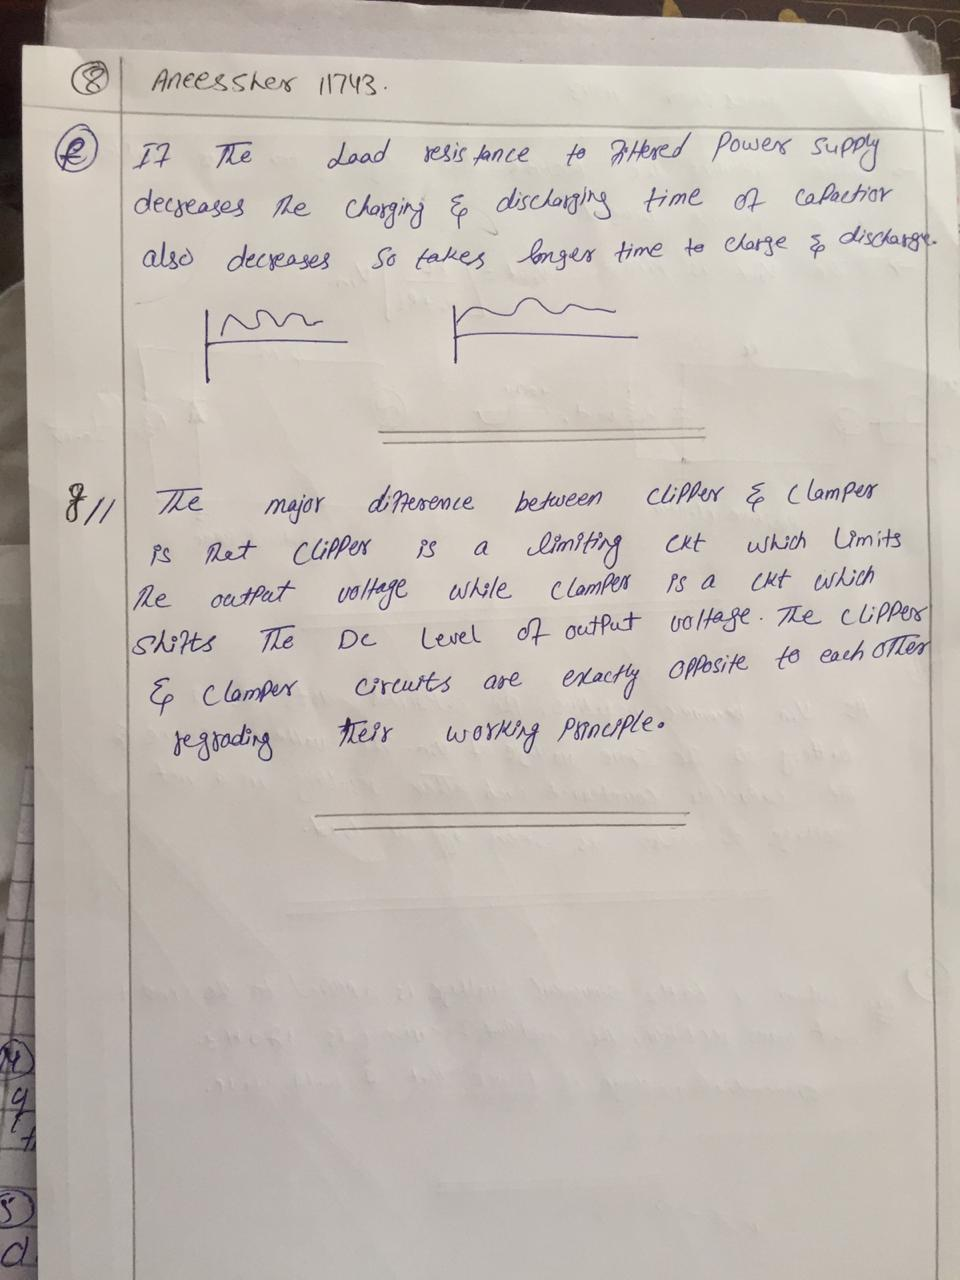 8 Aneessher 11743.
If The Load resistance to filtered Power supply
decreases The charging & discharging time of capactior
also decreases so takes longer time to charge & discharge.
g// The major difference between Clipper & Clamper
is That Clipper is a limiting ckt which limits
The output voltage while Clamper is a ckt which
shifts The Dc Level of output voltage. The Clipper
& Clamper circuits are exactly opposite to each other
regrading their working Principle.